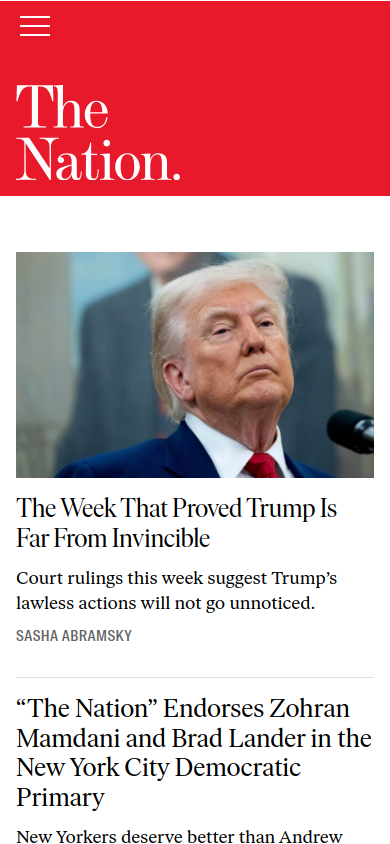 The
Nation.
The Week That Proved Trump Is
Far From Invincible
Court rulings this week suggest Trump’s
lawless actions will not go unnoticed.
SASHA ABRAMSKY
“The Nation” Endorses Zohran
Mamdani and Brad Lander in the
New York City Democratic
Primary
New Yorkers deserve better than Andrew